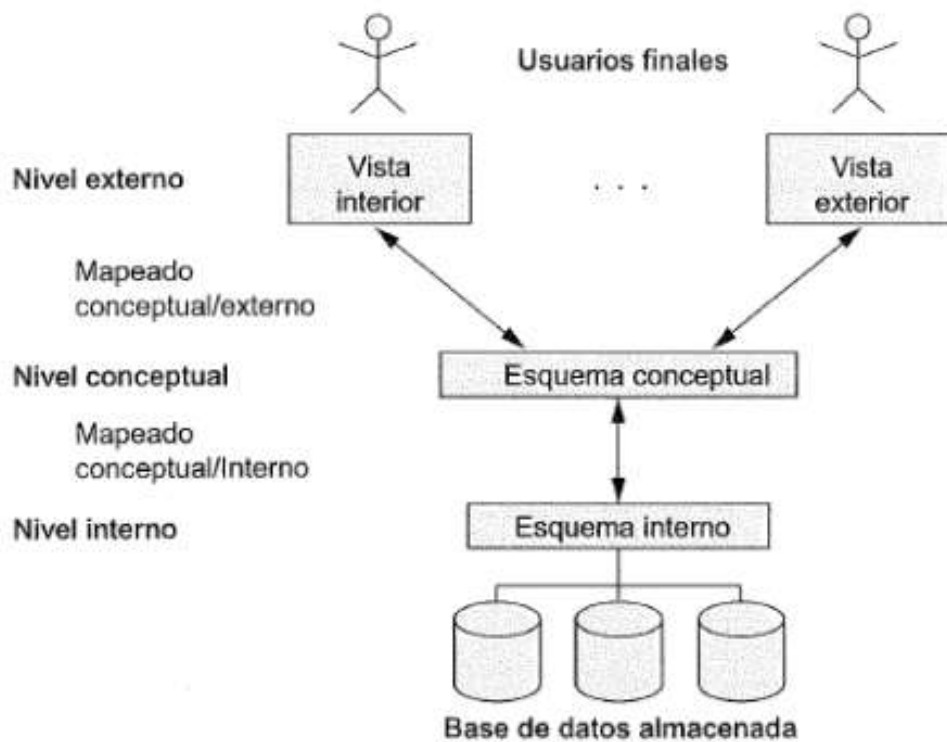 Usuarios finales
Nivel externo
Vista
interior
. . .
Vista
exterior
Mapeado
conceptual/externo
Nivel conceptual
Esquema conceptual
Mapeado
conceptual/Interno
Nivel interno
Esquema interno
Base de datos almacenada